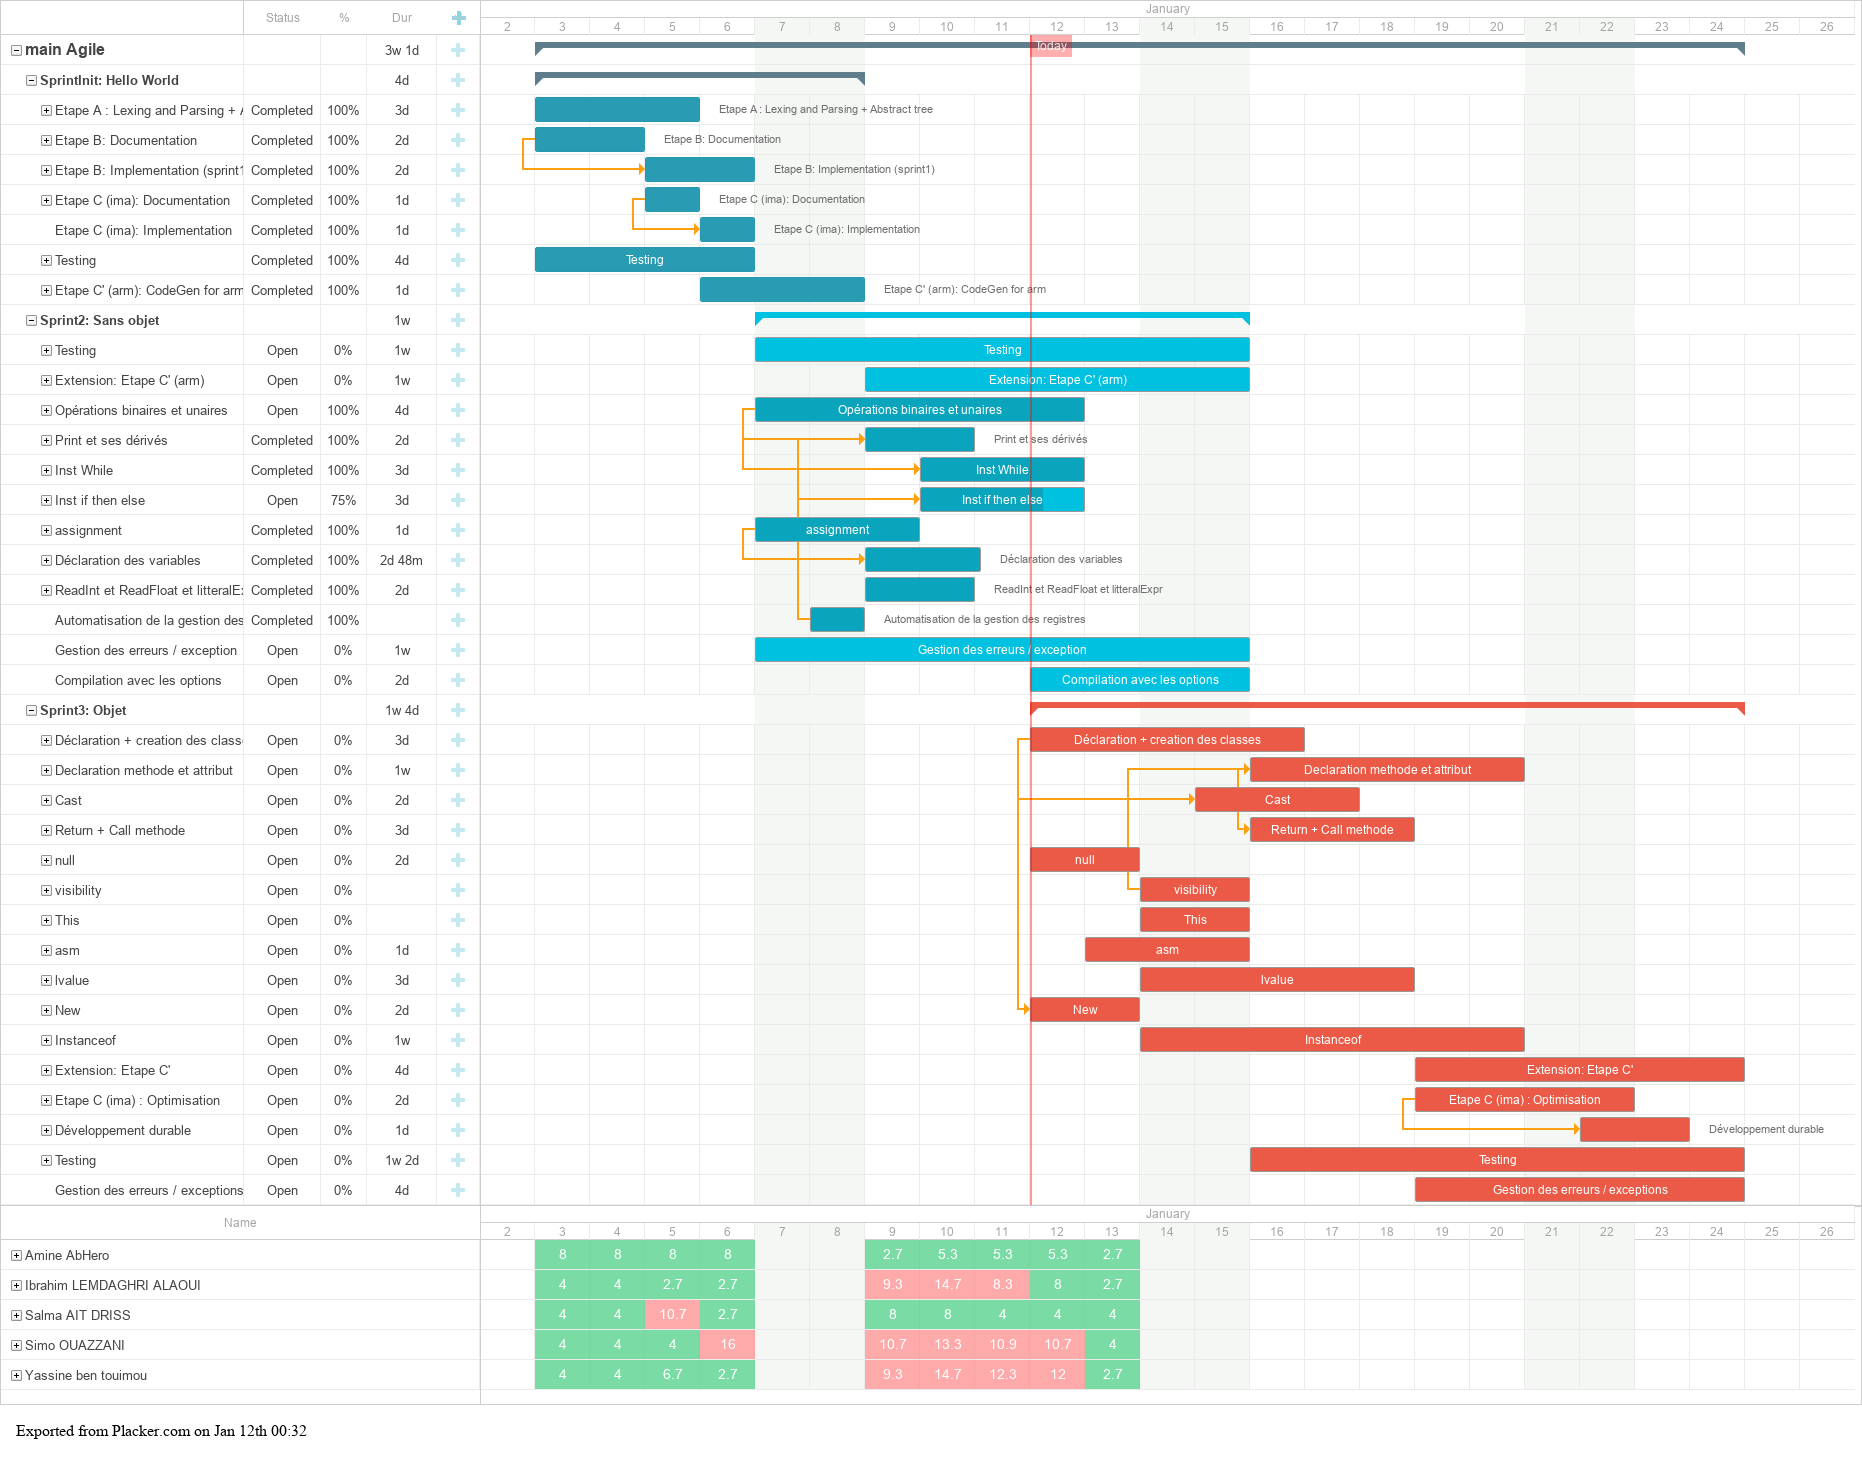 January
Status % Dur 2 3 4 5 6 7 8 9 10 11 12 13 14 15 16 17 18 19 20 21 22 23 24 25 26
main Agile 3w 1d Today
SprintInit: Hello World 4d
Etape A : Lexing and Parsing + A Completed 100% 3d Etape A : Lexing and Parsing + Abstract tree
Etape B: Documentation Completed 100% 2d Etape B: Documentation
Etape B: Implementation (sprint1 Completed 100% 2d Etape B: Implementation (sprint1)
Etape C (ima): Documentation Completed 100% 1d Etape C (ima): Documentation
Etape C (ima): Implementation Completed 100% 1d Etape C (ima): Implementation
Testing Completed 100% 4d Testing
Etape C' (arm): CodeGen for arm Completed 100% 1d Etape C' (arm): CodeGen for arm
Sprint2: Sans objet 1w
Testing Open 0% 1w Testing
Extension: Etape C' (arm) Open 0% 1w Extension: Etape C' (arm)
Opérations binaires et unaires Open 100% 4d Opérations binaires et unaires
Print et ses dérivés Completed 100% 2d Print et ses dérivés
Inst While Completed 100% 3d Inst While
Inst if then else Open 75% 3d Inst if then else
assignment Completed 100% 1d assignment
Déclaration des variables Completed 100% 2d 48m Déclaration des variables
ReadInt et ReadFloat et litteralEx Completed 100% 2d ReadInt et ReadFloat et litteralExpr
Automatisation de la gestion des Completed 100% Automatisation de la gestion des registres
Gestion des erreurs / exception Open 0% 1w Gestion des erreurs / exception
Compilation avec les options Open 0% 2d Compilation avec les options
Sprint3: Objet 1w 4d
Déclaration + creation des classe Open 0% 3d Déclaration + creation des classes
Declaration methode et attribut Open 0% 1w Declaration methode et attribut
Cast Open 0% 2d Cast
Return + Call methode Open 0% 3d Return + Call methode
null Open 0% 2d null
visibility Open 0% visibility
This Open 0% This
asm Open 0% 1d asm
lvalue Open 0% 3d lvalue
New Open 0% 2d New
Instanceof Open 0% 1w Instanceof
Extension: Etape C' Open 0% 4d Extension: Etape C'
Etape C (ima) : Optimisation Open 0% 2d Etape C (ima) : Optimisation
Développement durable Open 0% 1d Développement durable
Testing Open 0% 1w 2d Testing
Gestion des erreurs / exceptions Open 0% 4d Gestion des erreurs / exceptions
January
Name 2 3 4 5 6 7 8 9 10 11 12 13 14 15 16 17 18 19 20 21 22 23 24 25 26
Amine AbHero 8 8 8 8 2.7 5.3 5.3 5.3 2.7
Ibrahim LEMDAGHRI ALAOUI 4 4 2.7 2.7 9.3 14.7 8.3 8 2.7
Salma AIT DRISS 4 4 10.7 2.7 8 8 4 4 4
Simo OUAZZANI 4 4 4 16 10.7 13.3 10.9 10.7 4
Yassine ben touimou 4 4 6.7 2.7 9.3 14.7 12.3 12 2.7
Exported from Placker.com on Jan 12th 00:32